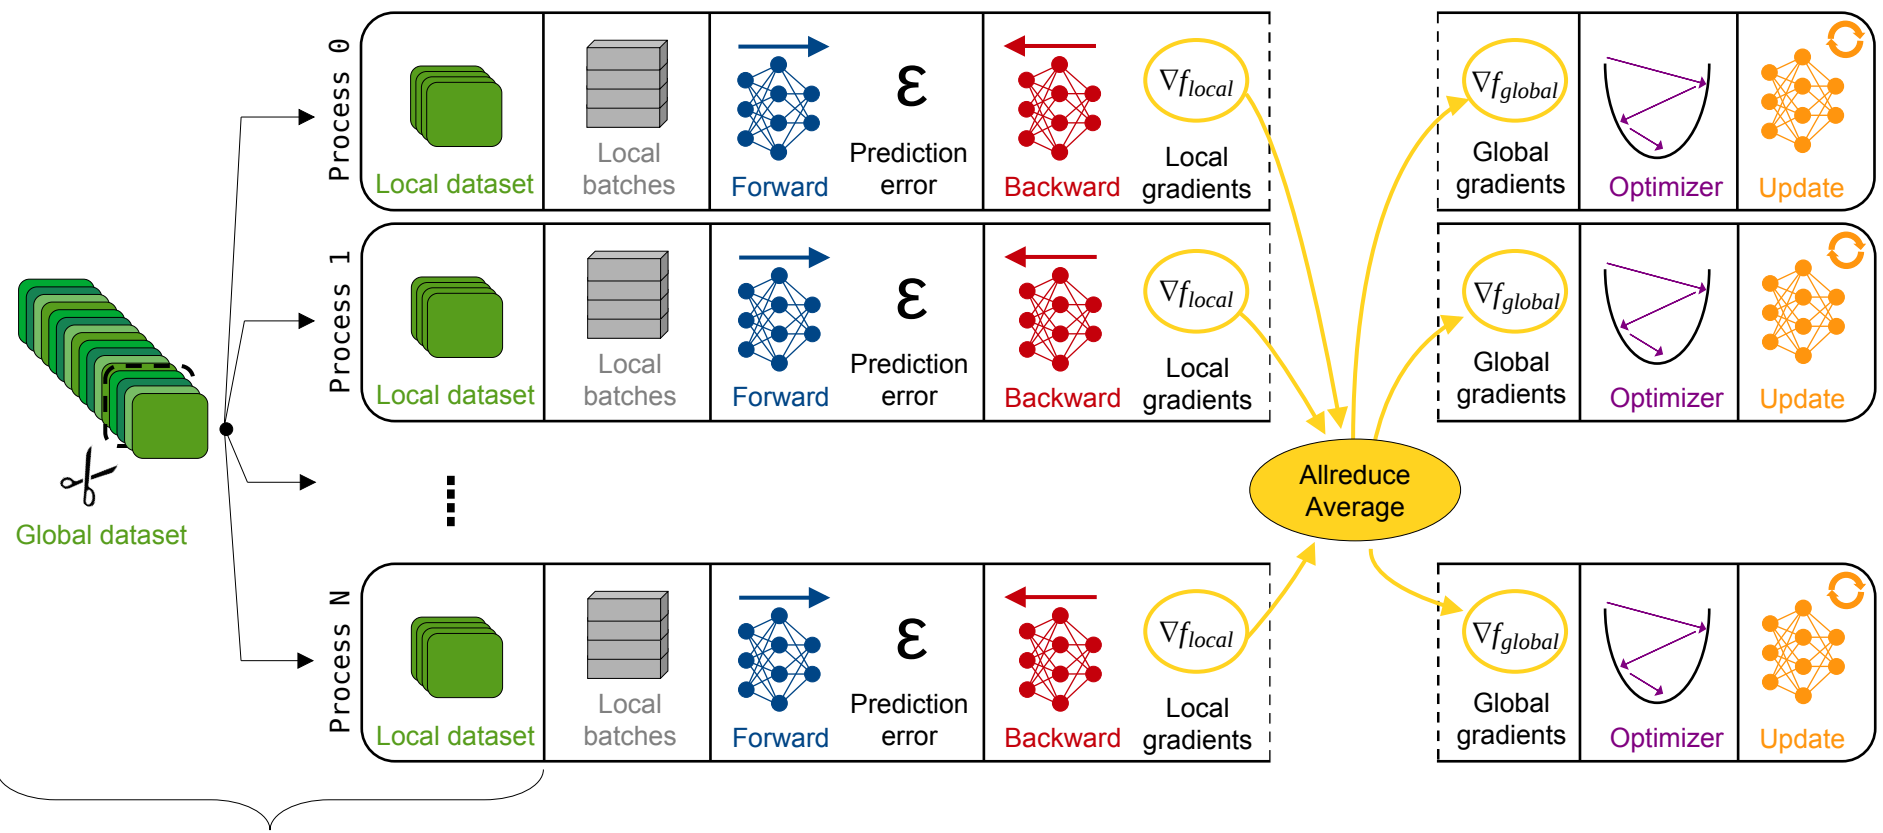 Process 0
Local dataset
Local
batches
Forward
ε
Prediction
error
Backward
∇f_local
Local
gradients
∇f_global
Global
gradients
Optimizer
Update
Process 1
Local dataset
Local
batches
Forward
ε
Prediction
error
Backward
∇f_local
Local
gradients
∇f_global
Global
gradients
Optimizer
Update
Global dataset
Allreduce
Average
Process N
Local dataset
Local
batches
Forward
ε
Prediction
error
Backward
∇f_local
Local
gradients
∇f_global
Global
gradients
Optimizer
Update